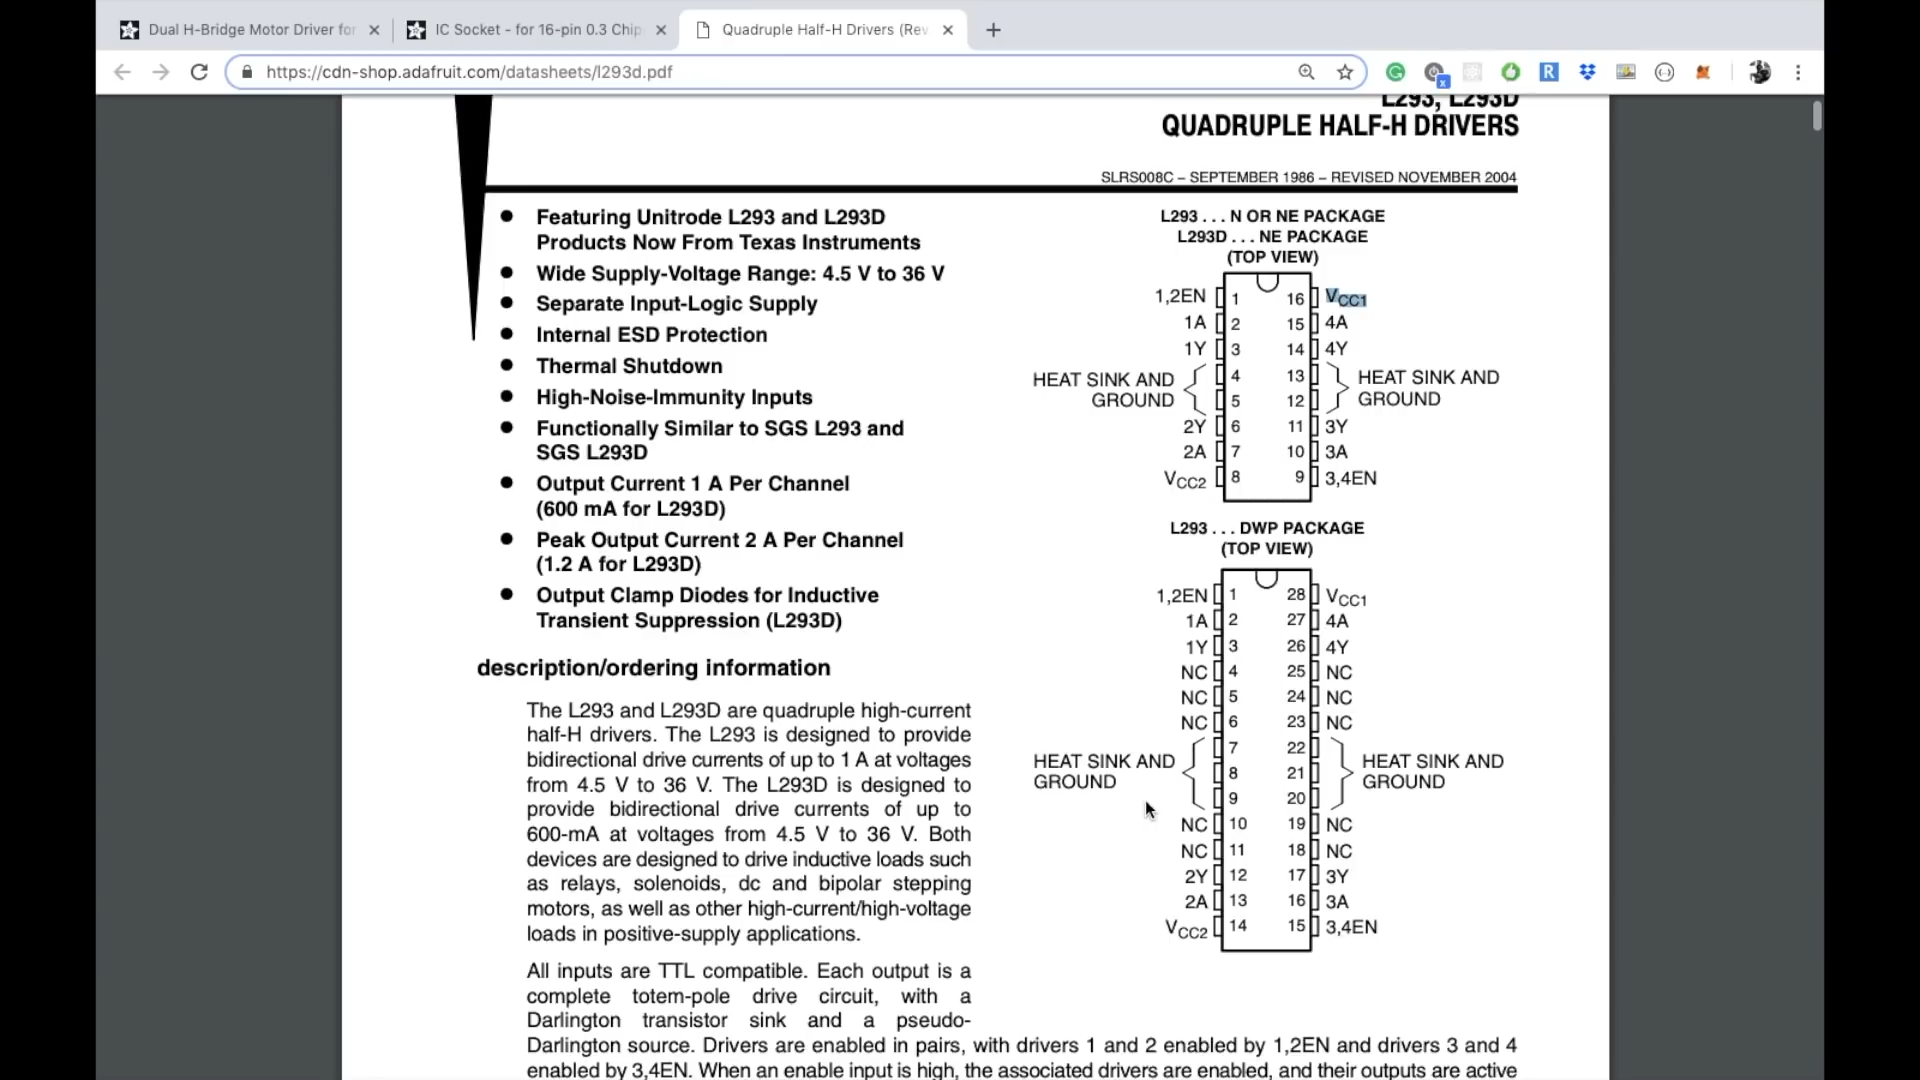 Dual H-Bridge Motor Driver for
IC Socket - for 16-pin 0.3 Chip
Quadruple Half-H Drivers (Rev
https://cdn-shop.adafruit.com/datasheets/l293d.pdf
L293, L293D
QUADRUPLE HALF-H DRIVERS
SLRS008C – SEPTEMBER 1986 – REVISED NOVEMBER 2004
● Featuring Unitrode L293 and L293D
Products Now From Texas Instruments
● Wide Supply-Voltage Range: 4.5 V to 36 V
● Separate Input-Logic Supply
● Internal ESD Protection
● Thermal Shutdown
● High-Noise-Immunity Inputs
● Functionally Similar to SGS L293 and
SGS L293D
● Output Current 1 A Per Channel
(600 mA for L293D)
● Peak Output Current 2 A Per Channel
(1.2 A for L293D)
● Output Clamp Diodes for Inductive
Transient Suppression (L293D)
description/ordering information
The L293 and L293D are quadruple high-current
half-H drivers. The L293 is designed to provide
bidirectional drive currents of up to 1 A at voltages
from 4.5 V to 36 V. The L293D is designed to
provide bidirectional drive currents of up to
600-mA at voltages from 4.5 V to 36 V. Both
devices are designed to drive inductive loads such
as relays, solenoids, dc and bipolar stepping
motors, as well as other high-current/high-voltage
loads in positive-supply applications.
All inputs are TTL compatible. Each output is a
complete totem-pole drive circuit, with a
Darlington transistor sink and a pseudo-
Darlington source. Drivers are enabled in pairs, with drivers 1 and 2 enabled by 1,2EN and drivers 3 and 4
enabled by 3,4EN. When an enable input is high, the associated drivers are enabled, and their outputs are active
L293 . . . N OR NE PACKAGE
L293D . . . NE PACKAGE
(TOP VIEW)
1,2EN 1 16 VCC1
1A 2 15 4A
1Y 3 14 4Y
HEAT SINK AND GROUND 4 13 HEAT SINK AND GROUND
5 12
2Y 6 11 3Y
2A 7 10 3A
VCC2 8 9 3,4EN
L293 . . . DWP PACKAGE
(TOP VIEW)
1,2EN 1 28 VCC1
1A 2 27 4A
1Y 3 26 4Y
NC 4 25 NC
NC 5 24 NC
NC 6 23 NC
7 22
HEAT SINK AND GROUND 8 21 HEAT SINK AND GROUND
9 20
NC 10 19 NC
NC 11 18 NC
2Y 12 17 3Y
2A 13 16 3A
VCC2 14 15 3,4EN